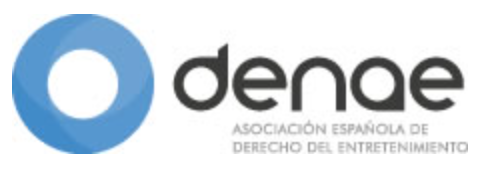 denae
ASOCIACIÓN ESPAÑOLA DE
DERECHO DEL ENTRETENIMIENTO